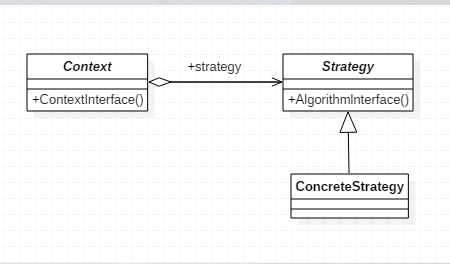 Context
+strategy
Strategy
+ContextInterface()
+AlgorithmInterface()
ConcreteStrategy